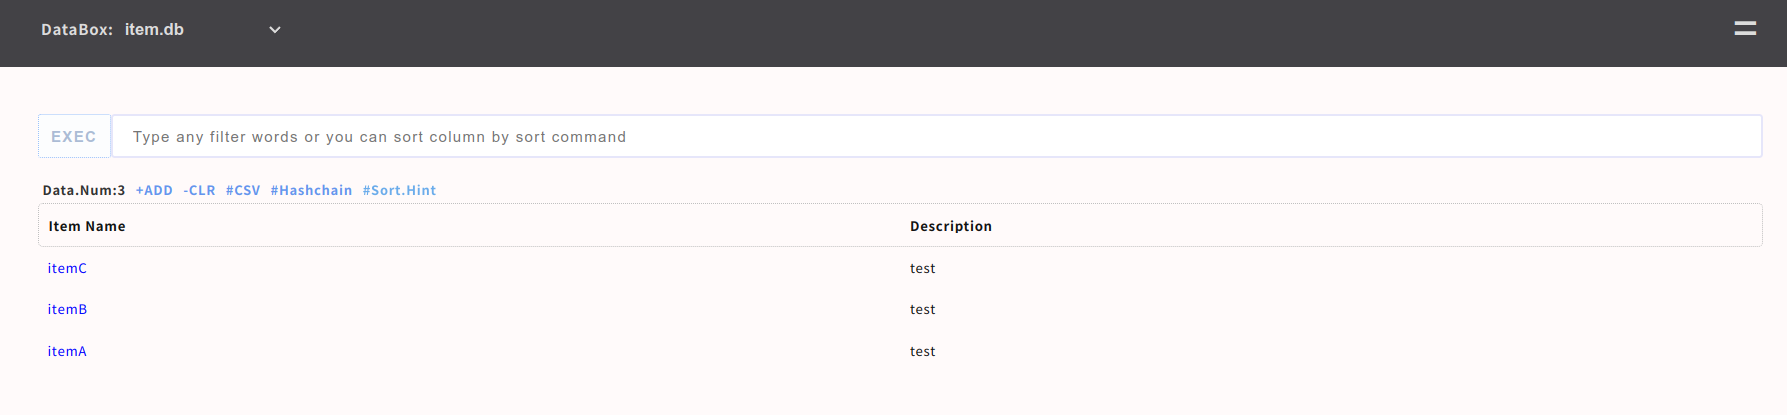 DataBox: item.db
EXEC Type any filter words or you can sort column by sort command
Data.Num:3 +ADD -CLR #CSV #Hashchain #Sort.Hint
Item Name Description
itemC test
itemB test
itemA test